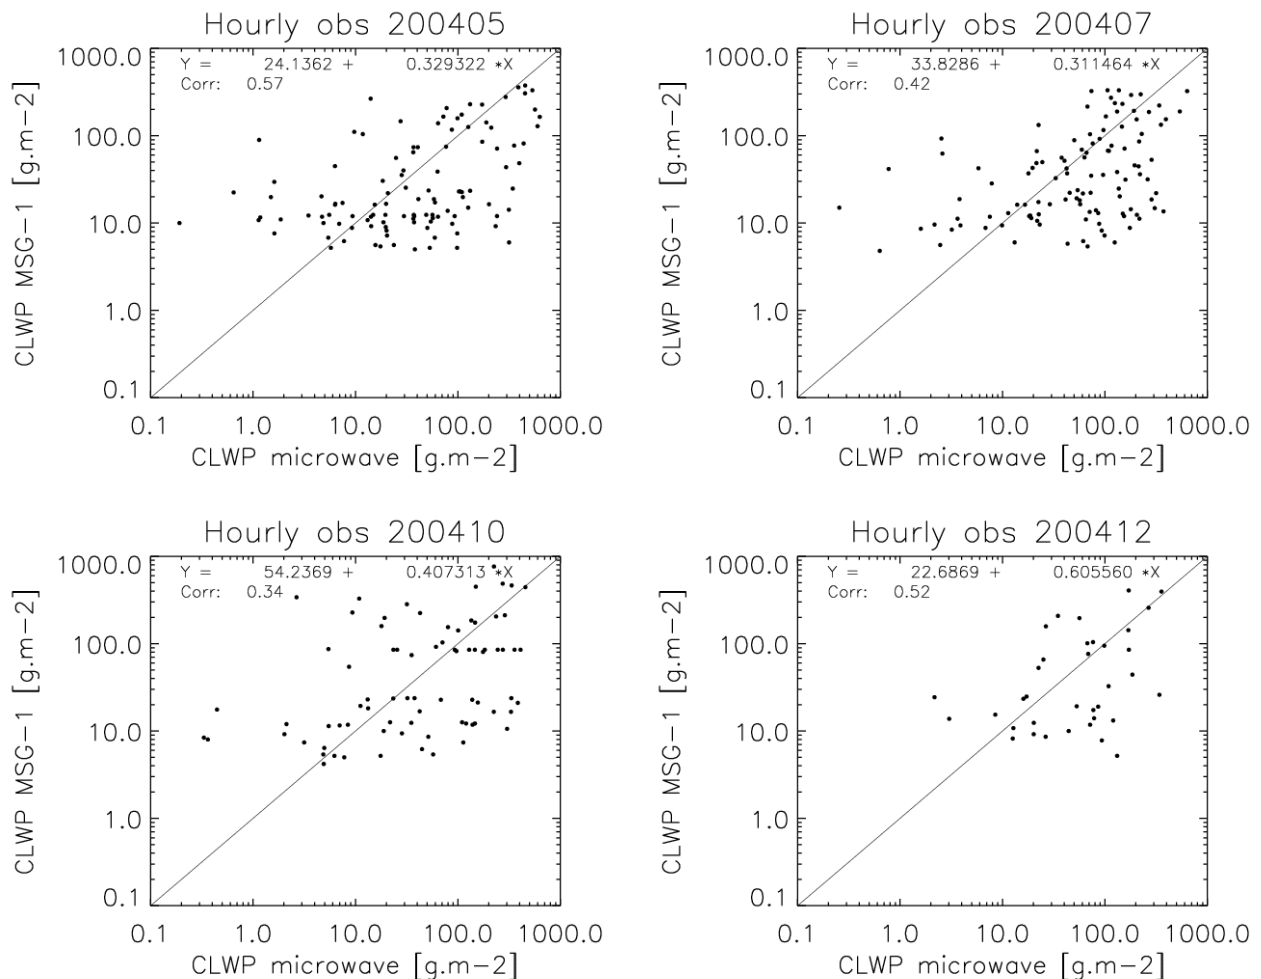 Hourly obs 200405
Y = 24.1362 + 0.329322 *X
Corr: 0.57
1000.0
100.0
10.0
1.0
0.1
CLWP MSG-1 [g.m-2]
0.1 1.0 10.0 100.0 1000.0
CLWP microwave [g.m-2]
Hourly obs 200407
Y = 33.8286 + 0.311464 *X
Corr: 0.42
1000.0
100.0
10.0
1.0
0.1
CLWP MSG-1 [g.m-2]
0.1 1.0 10.0 100.0 1000.0
CLWP microwave [g.m-2]
Hourly obs 200410
Y = 54.2369 + 0.407313 *X
Corr: 0.34
1000.0
100.0
10.0
1.0
0.1
CLWP MSG-1 [g.m-2]
0.1 1.0 10.0 100.0 1000.0
CLWP microwave [g.m-2]
Hourly obs 200412
Y = 22.6869 + 0.605560 *X
Corr: 0.52
1000.0
100.0
10.0
1.0
0.1
CLWP MSG-1 [g.m-2]
0.1 1.0 10.0 100.0 1000.0
CLWP microwave [g.m-2]